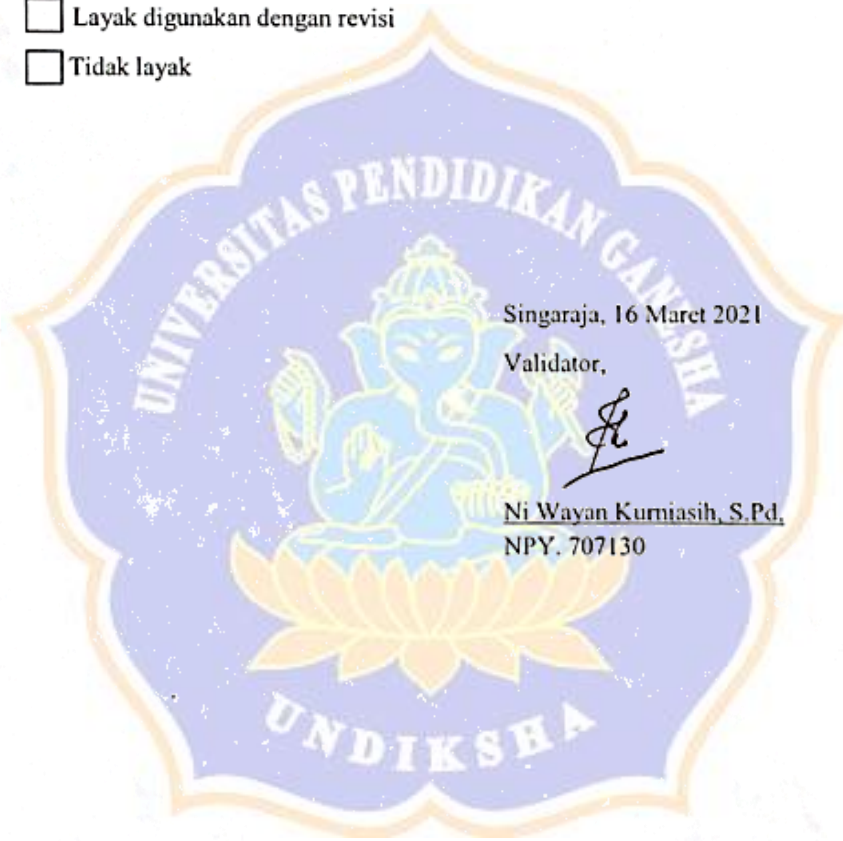 Layak digunakan dengan revisi
Tidak layak
UNIVERSITAS PENDIDIKAN GANESHA
Singaraja, 16 Maret 2021
Validator,
Ni Wayan Kurniasih, S.Pd.
NPY. 707130
UNDIKSHA